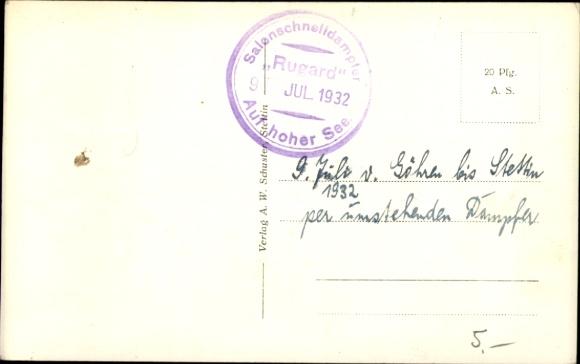 Salonschnelldampfer
„Rugard"
9. JUL 1932
Auf hoher See.
20 Pfg.
A. S.
Verlag A. W. Schuster, Stettin
9. Juli v. Göhren bis Stettin
1932
per umstehenden Dampfer
5.–